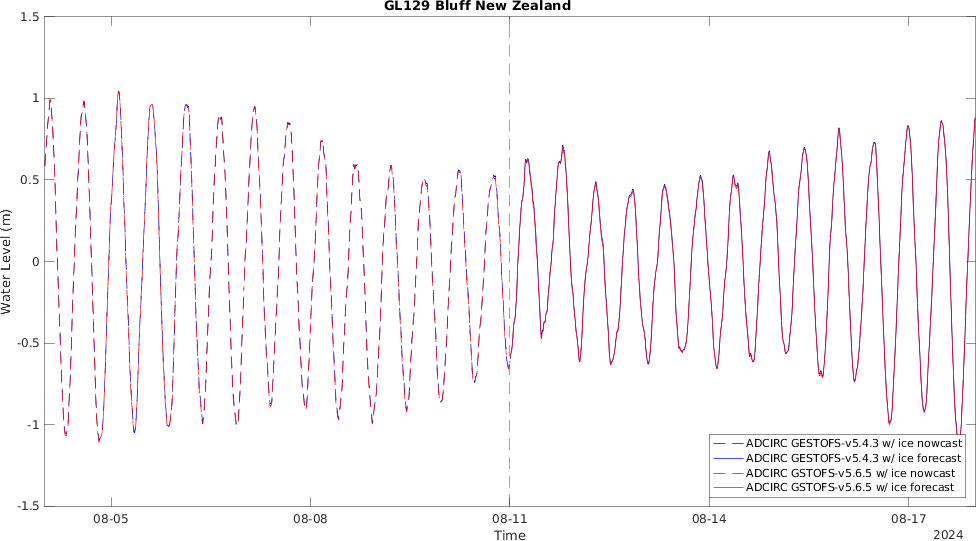 GL129 Bluff New Zealand
1.5
1
0.5
0
-0.5
-1
-1.5
Water Level (m)
ADCIRC GESTOFS-v5.4.3 w/ ice nowcast
ADCIRC GESTOFS-v5.4.3 w/ ice forecast
ADCIRC GSTOFS-v5.6.5 w/ ice nowcast
ADCIRC GSTOFS-v5.6.5 w/ ice forecast
08-05 08-08 08-11 08-14 08-17
Time
2024